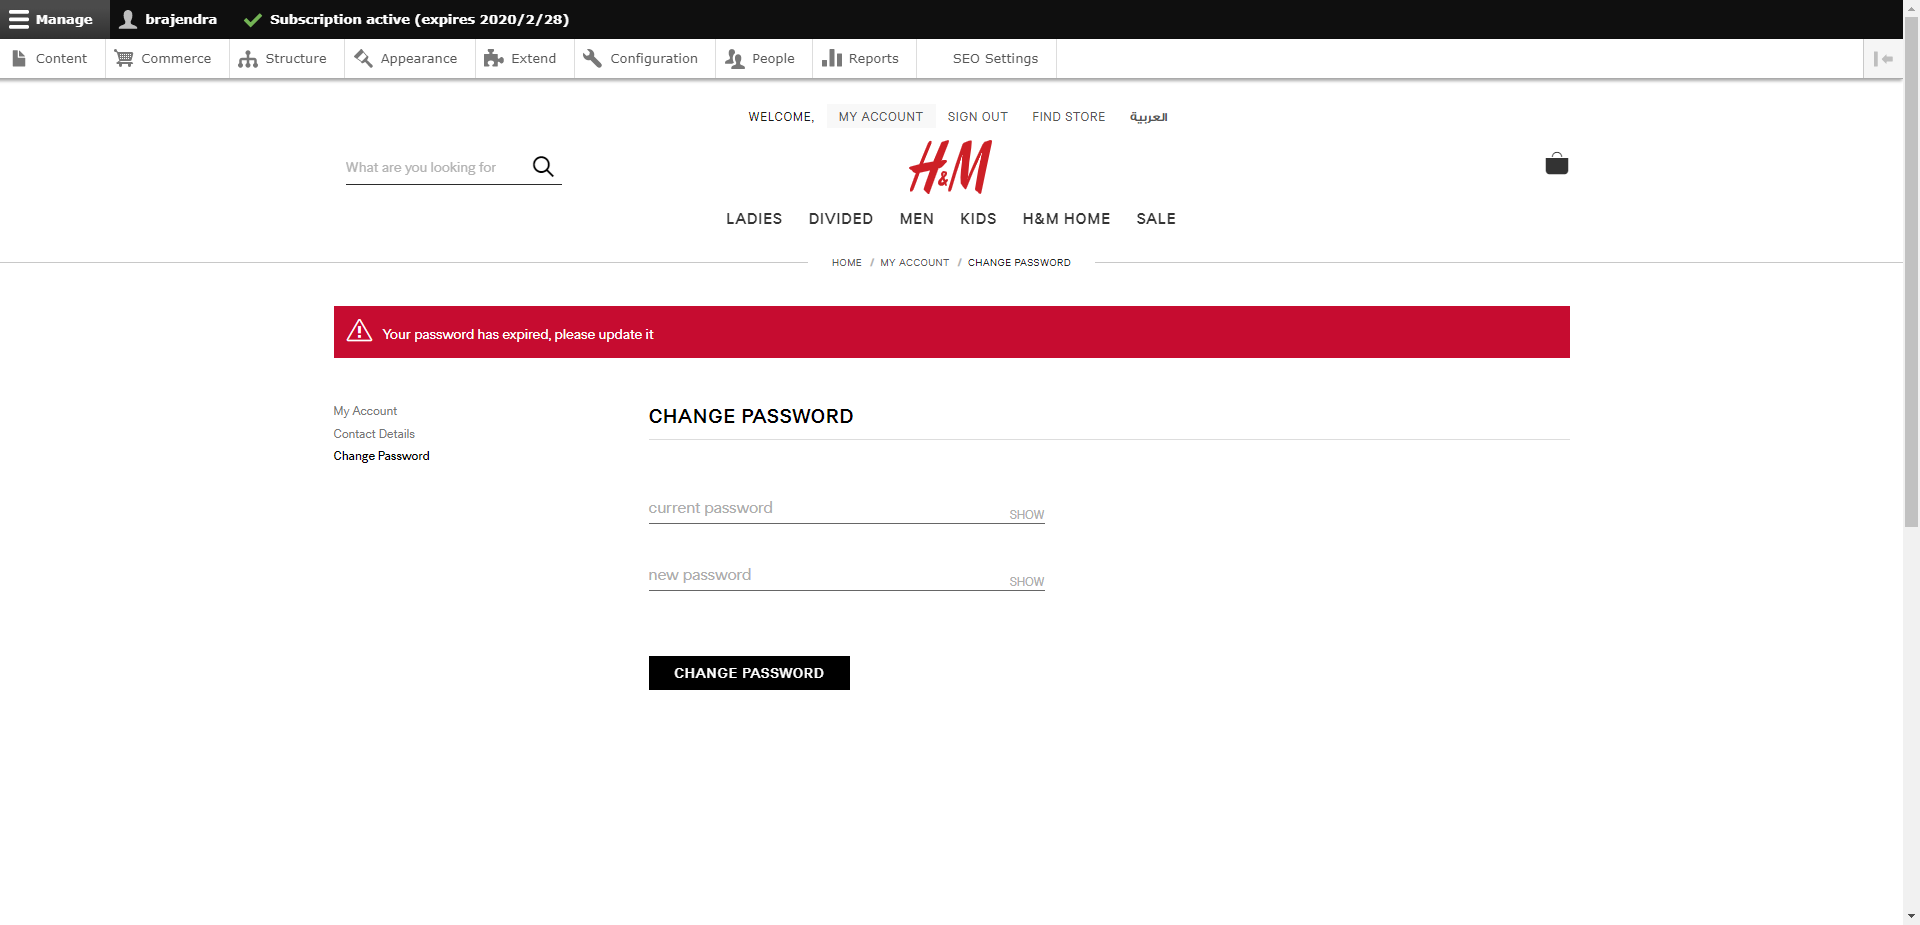 Manage brajendra Subscription active (expires 2020/2/28)
Content Commerce Structure Appearance Extend Configuration People Reports SEO Settings
WELCOME, MY ACCOUNT SIGN OUT FIND STORE العربية
What are you looking for
H&M
LADIES DIVIDED MEN KIDS H&M HOME SALE
HOME / MY ACCOUNT / CHANGE PASSWORD
Your password has expired, please update it
My Account
Contact Details
Change Password
CHANGE PASSWORD
current password SHOW
new password SHOW
CHANGE PASSWORD